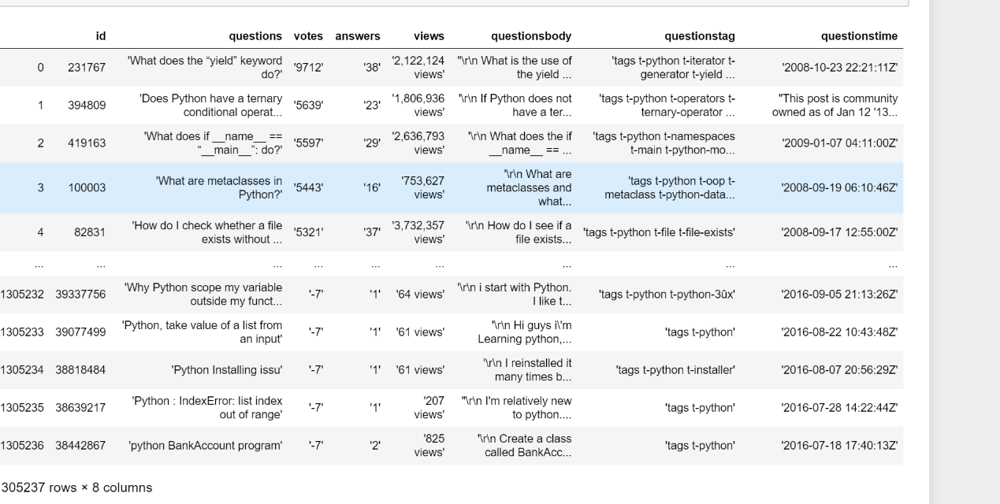 id questions votes answers views questionsbody questionstag questionstime
0 231767 'What does the “yield” keyword do?' '9712' '38' '2,122,124 views' "\r\n What is the use of the yield ... 'tags t-python t-iterator t-generator t-yield ... '2008-10-23 22:21:11Z'
1 394809 'Does Python have a ternary conditional operat... '5639' '23' '1,806,936 views' '\r\n If Python does not have a ter... 'tags t-python t-operators t-ternary-operator ... "This post is community owned as of Jan 12 '13...
2 419163 'What does if __name__ == “__main__”: do?' '5597' '29' '2,636,793 views' '\r\n What does the if __name__ == ... 'tags t-python t-namespaces t-main t-python-mo... '2009-01-07 04:11:00Z'
3 100003 'What are metaclasses in Python?' '5443' '16' '753,627 views' '\r\n What are metaclasses and what... 'tags t-python t-oop t-metaclass t-python-data... '2008-09-19 06:10:46Z'
4 82831 'How do I check whether a file exists without ... '5321' '37' '3,732,357 views' '\r\n How do I see if a file exists... 'tags t-python t-file t-file-exists' '2008-09-17 12:55:00Z'
... ... ... ... ... ... ... ... ...
1305232 39337756 'Why Python scope my variable outside my funct... '-7' '1' '64 views' '\r\n i start with Python. I like t... 'tags t-python t-python-3ûx' '2016-09-05 21:13:26Z'
1305233 39077499 'Python, take value of a list from an input' '-7' '1' '61 views' '\r\n Hi guys i\'m Learning python,... 'tags t-python' '2016-08-22 10:43:48Z'
1305234 38818484 'Python Installing issu' '-7' '1' '61 views' '\r\n I reinstalled it many times b... 'tags t-python t-installer' '2016-08-07 20:56:29Z'
1305235 38639217 'Python : IndexError: list index out of range' '-7' '1' '207 views' "\r\n I'm relatively new to python.... 'tags t-python' '2016-07-28 14:22:44Z'
1305236 38442867 'python BankAccount program' '-7' '2' '825 views' '\r\n Create a class called BankAcc... 'tags t-python' '2016-07-18 17:40:13Z'
305237 rows × 8 columns